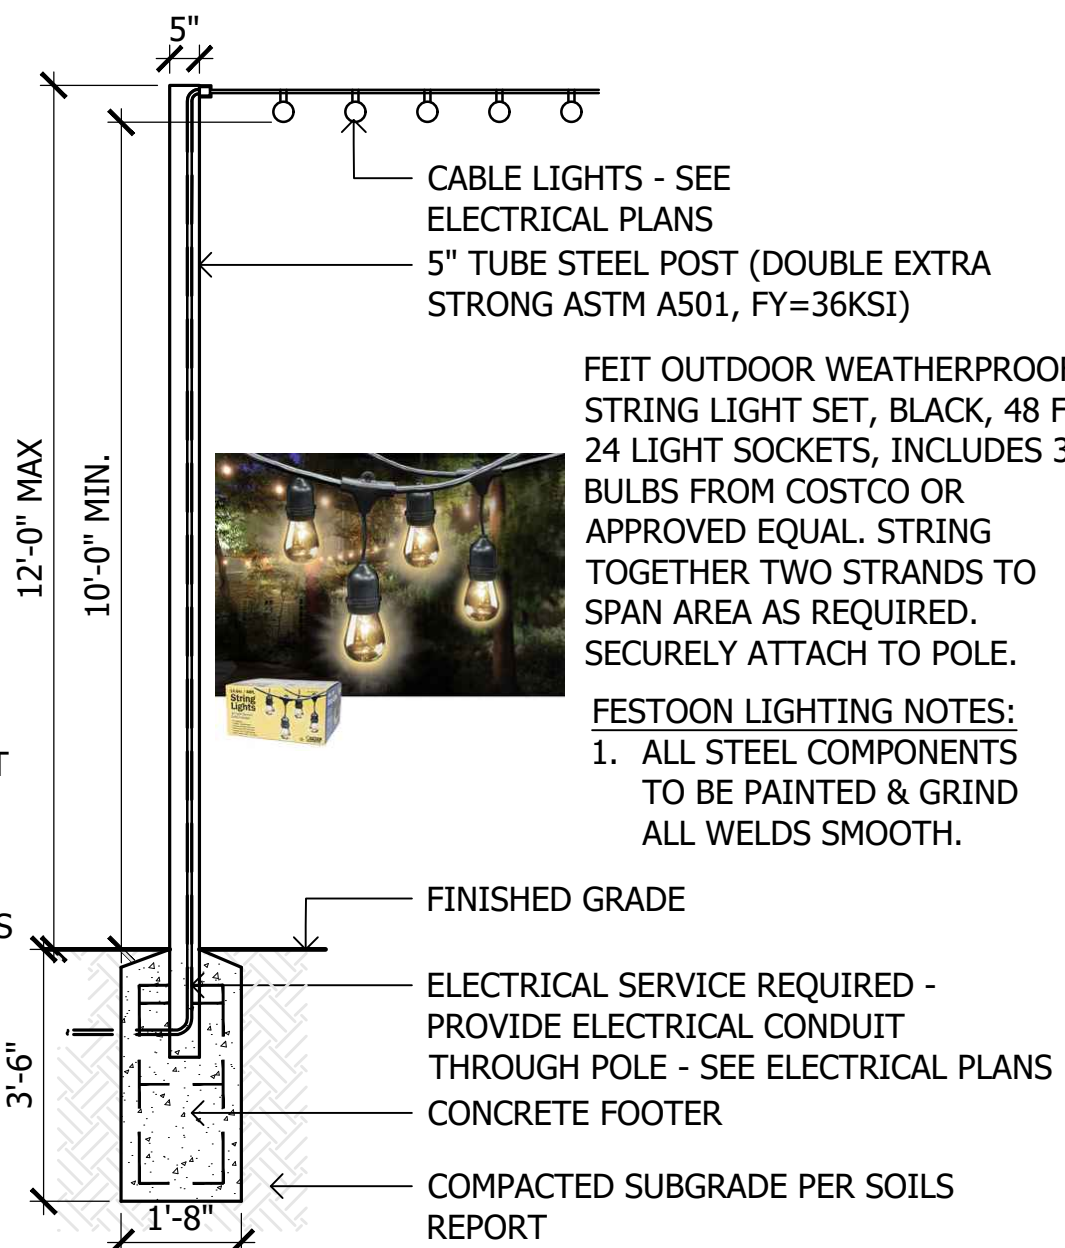 5"
CABLE LIGHTS - SEE
ELECTRICAL PLANS
5" TUBE STEEL POST (DOUBLE EXTRA
STRONG ASTM A501, FY=36KSI)
12'-0" MAX
10'-0" MIN.
FEIT OUTDOOR WEATHERPROOF
STRING LIGHT SET, BLACK, 48 F
24 LIGHT SOCKETS, INCLUDES 3
BULBS FROM COSTCO OR
APPROVED EQUAL. STRING
TOGETHER TWO STRANDS TO
SPAN AREA AS REQUIRED.
SECURELY ATTACH TO POLE.
String
Lights
FESTOON LIGHTING NOTES:
1. ALL STEEL COMPONENTS
TO BE PAINTED & GRIND
ALL WELDS SMOOTH.
T
S
FINISHED GRADE
ELECTRICAL SERVICE REQUIRED -
PROVIDE ELECTRICAL CONDUIT
THROUGH POLE - SEE ELECTRICAL PLANS
CONCRETE FOOTER
3'-6"
COMPACTED SUBGRADE PER SOILS
REPORT
1'-8"